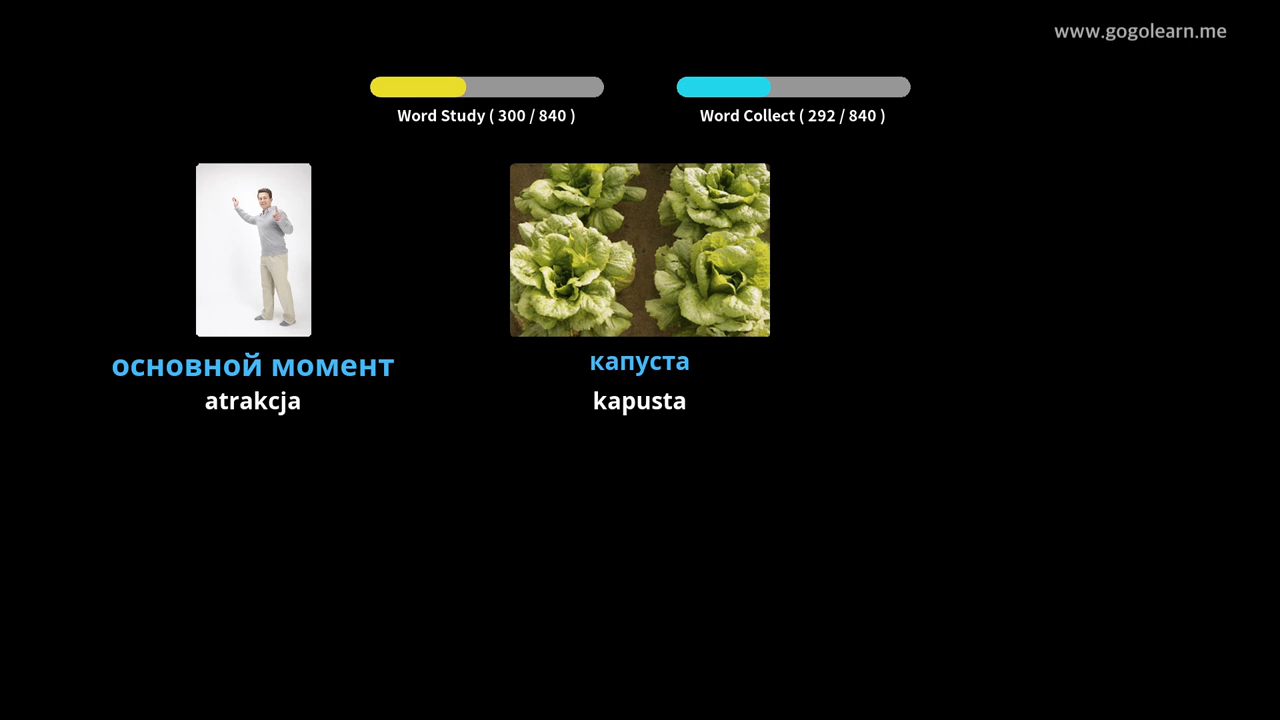 www.gogolearn.me
Word Study ( 300 / 840 )
Word Collect ( 292 / 840 )
основной момент
atrakcja
капуста
kapusta